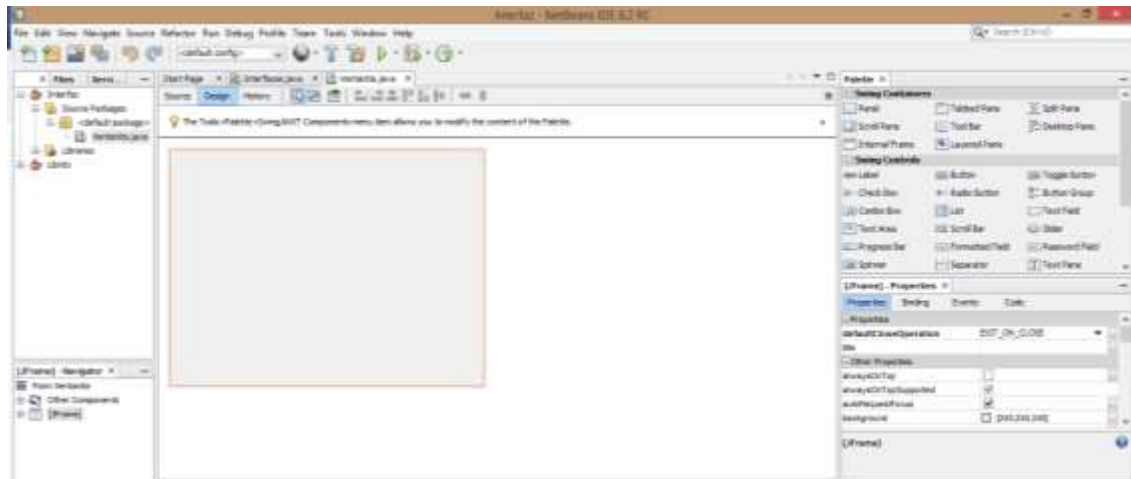 Interfaz - NetBeans IDE 8.2 RC
File Edit View Navigate Source Refactor Run Debug Profile Team Tools Window Help
Search (Ctrl+I)
<default config>
Files
Start Page
Interfaces.java
Ventanita.java
Source Design History
The Tools->Palette->Swing/AWT Components menu item allows you to modify the content of the Palette.
Interfaz
Source Packages
<default package>
Ventanita.java
Libraries
[JFrame] - Navigator
Form Ventanita
Other Components
[JFrame]
Palette
Swing Containers
Panel Tabbed Pane Split Pane
Scroll Pane Tool Bar Desktop Pane
Internal Frame Layered Pane
Swing Controls
Label Button Toggle Button
Check Box Radio Button Button Group
Combo Box List Text Field
Text Area Scroll Bar Slider
Progress Bar Formatted Field Password Field
Spinner Separator Text Pane
[JFrame] - Properties
Properties Binding Events Code
Properties
defaultCloseOperation EXIT_ON_CLOSE
title
Other Properties
alwaysOnTop
alwaysOnTopSupported
autoRequestFocus
background
[JFrame]